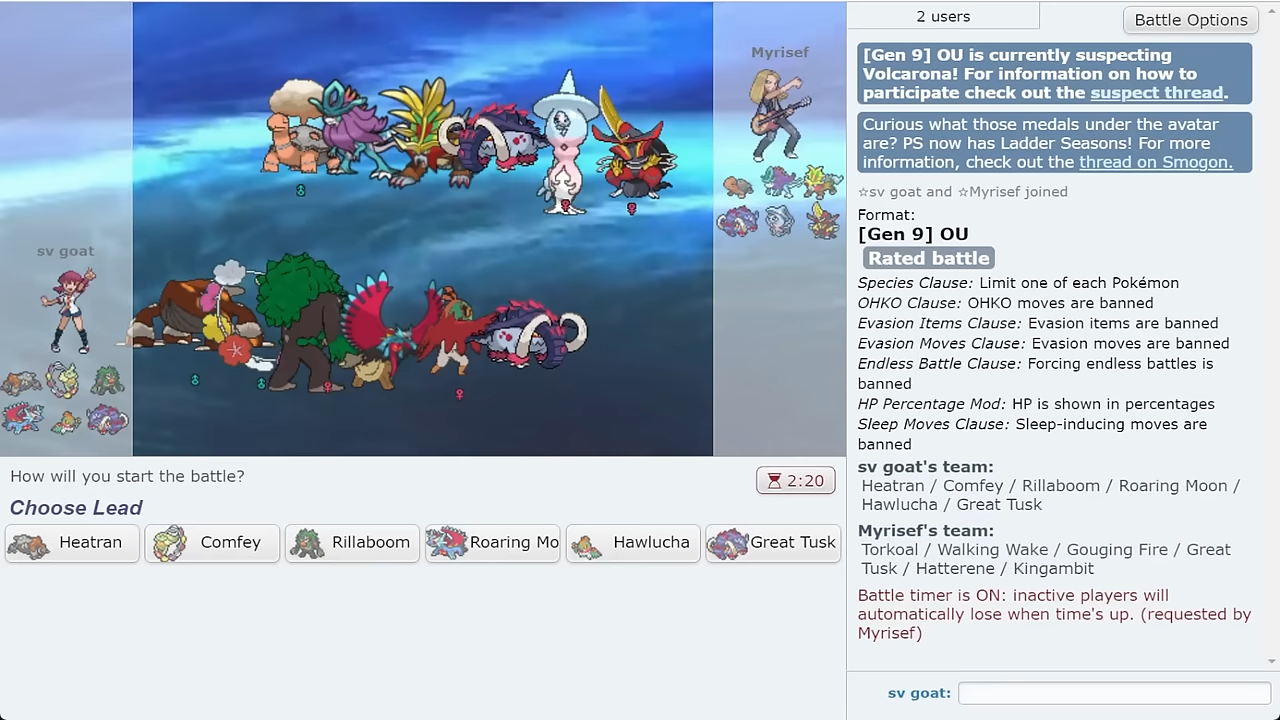 Myrisef
sv goat
How will you start the battle?
2:20
Choose Lead
Heatran
Comfey
Rillaboom
Roaring Mo
Hawlucha
Great Tusk
2 users
Battle Options
[Gen 9] OU is currently suspecting
Volcarona! For information on how to
participate check out the suspect thread.
Curious what those medals under the avatar
are? PS now has Ladder Seasons! For more
information, check out the thread on Smogon.
☆sv goat and ☆Myrisef joined
Format:
[Gen 9] OU
Rated battle
Species Clause: Limit one of each Pokémon
OHKO Clause: OHKO moves are banned
Evasion Items Clause: Evasion items are banned
Evasion Moves Clause: Evasion moves are banned
Endless Battle Clause: Forcing endless battles is
banned
HP Percentage Mod: HP is shown in percentages
Sleep Moves Clause: Sleep-inducing moves are
banned
sv goat's team:
Heatran / Comfey / Rillaboom / Roaring Moon /
Hawlucha / Great Tusk
Myrisef's team:
Torkoal / Walking Wake / Gouging Fire / Great
Tusk / Hatterene / Kingambit
Battle timer is ON: inactive players will
automatically lose when time's up. (requested by
Myrisef)
sv goat: